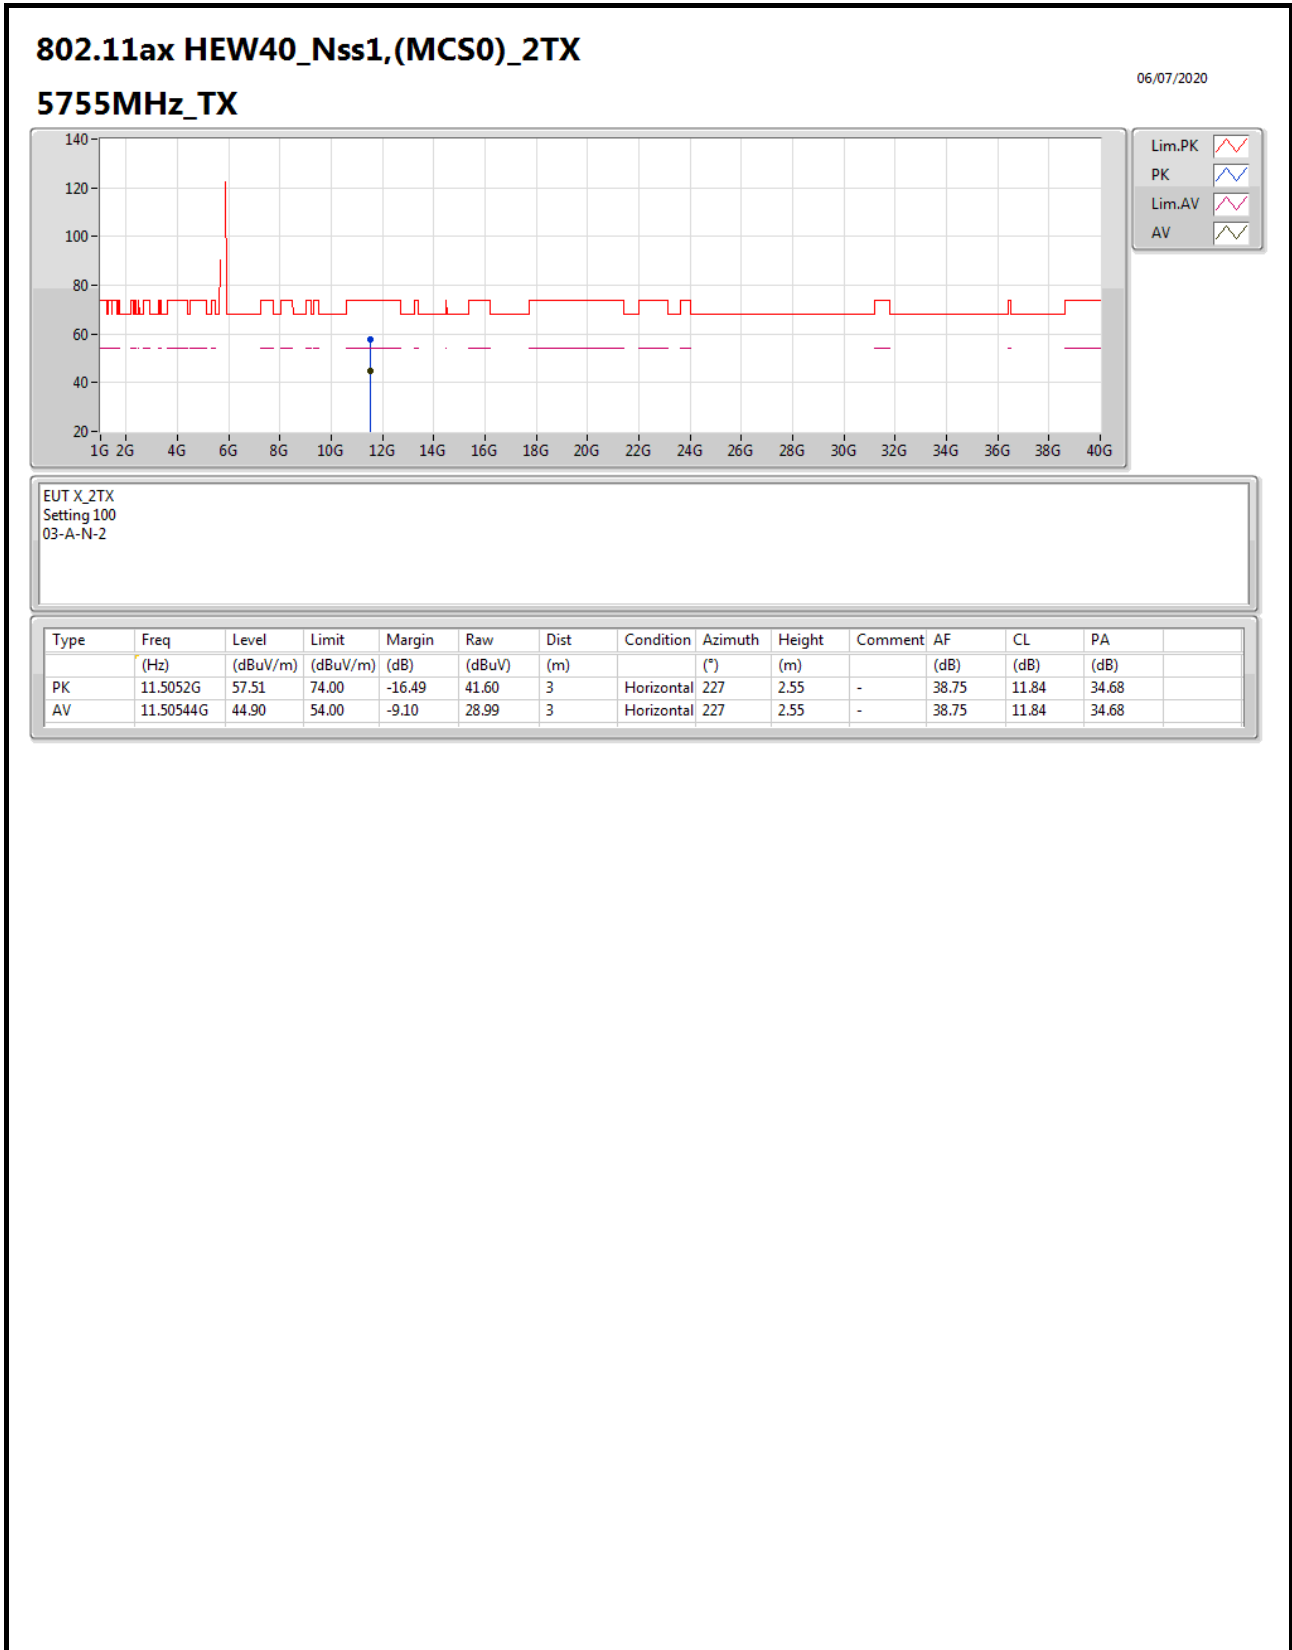 802.11ax HEW40_Nss1,(MCS0)_2TX
06/07/2020
5755MHz_TX
140
120
100
80
60
40
20
1G 2G 4G 6G 8G 10G 12G 14G 16G 18G 20G 22G 24G 26G 28G 30G 32G 34G 36G 38G 40G
Lim.PK
PK
Lim.AV
AV
EUT X_2TX
Setting 100
03-A-N-2
Type Freq Level Limit Margin Raw Dist Condition Azimuth Height Comment AF CL PA
(Hz) (dBuV/m) (dBuV/m) (dB) (dBuV) (m) (°) (m) (dB) (dB) (dB)
PK 11.5052G 57.51 74.00 -16.49 41.60 3 Horizontal 227 2.55 - 38.75 11.84 34.68
AV 11.50544G 44.90 54.00 -9.10 28.99 3 Horizontal 227 2.55 - 38.75 11.84 34.68